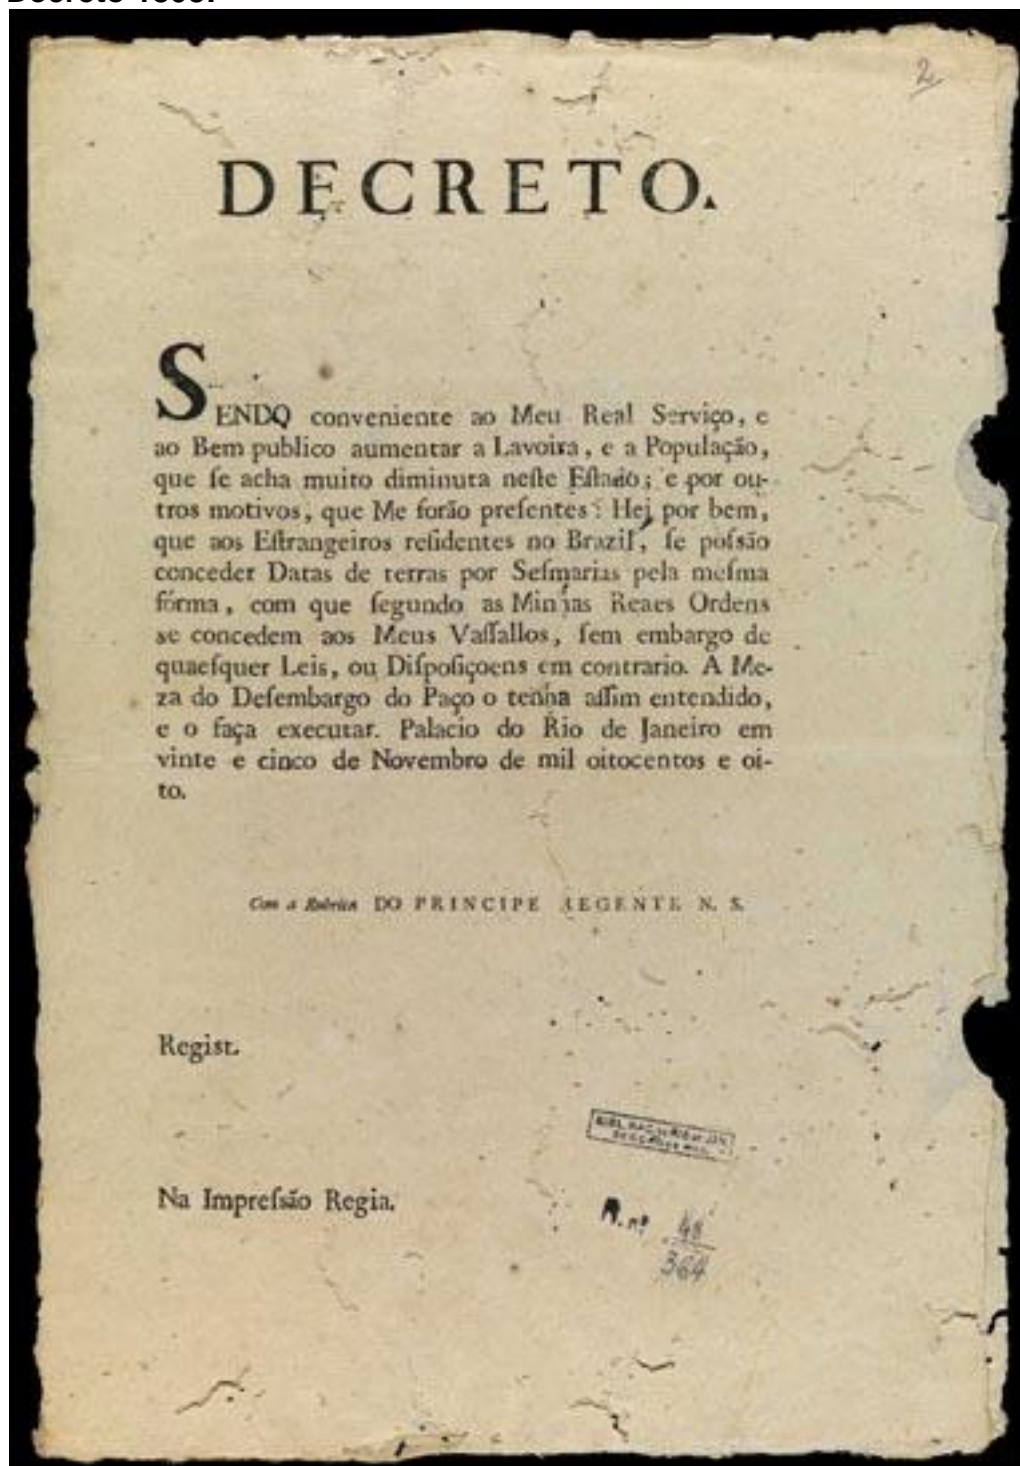 2
DECRETO.
SENDO conveniente ao Meu Real Serviço, e
ao Bem publico aumentar a Lavoira, e a População,
que ſe acha muito diminuta neſte Eſtado; e por ou-
tros motivos, que Me forão preſentes: Hei por bem,
que aos Eſtrangeiros reſidentes no Brazil, ſe poſsão
conceder Datas de terras por Seſmarias pela meſma
fórma, com que ſegundo as Minhas Reaes Ordens
se concedem aos Meus Vaſſallos, ſem embargo de
quaeſquer Leis, ou Diſpoſiçoens em contrario. A Me-
za do Deſembargo do Paço o tenha aſſim entendido,
e o faça executar. Palacio do Rio de Janeiro em
vinte e cinco de Novembro de mil oitocentos e oi-
to.
Com a Rubrica DO PRINCIPE REGENTE N. S.
Regist.
Na Impreſsão Regia.
R. nº 48
364